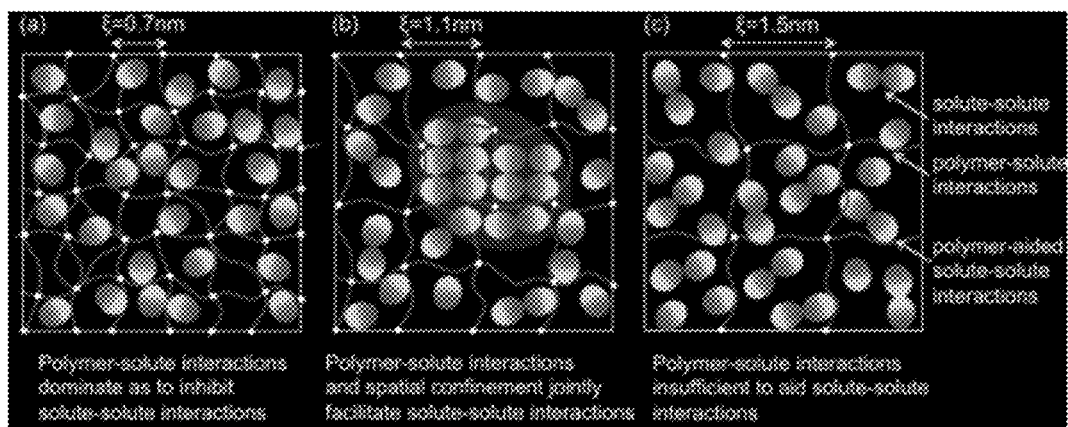 (a) ξ=0.7nm
(b) ξ=1.1nm
(c) ξ=1.5nm
solute-solute
interactions
polymer-solute
interactions
polymer-aided
solute-solute
interactions
Polymer-solute interactions
dominate as to inhibit
solute-solute interactions
Polymer-solute interactions
and spatial confinement jointly
facilitate solute-solute interactions
Polymer-solute interactions
insufficient to aid solute-solute
interactions